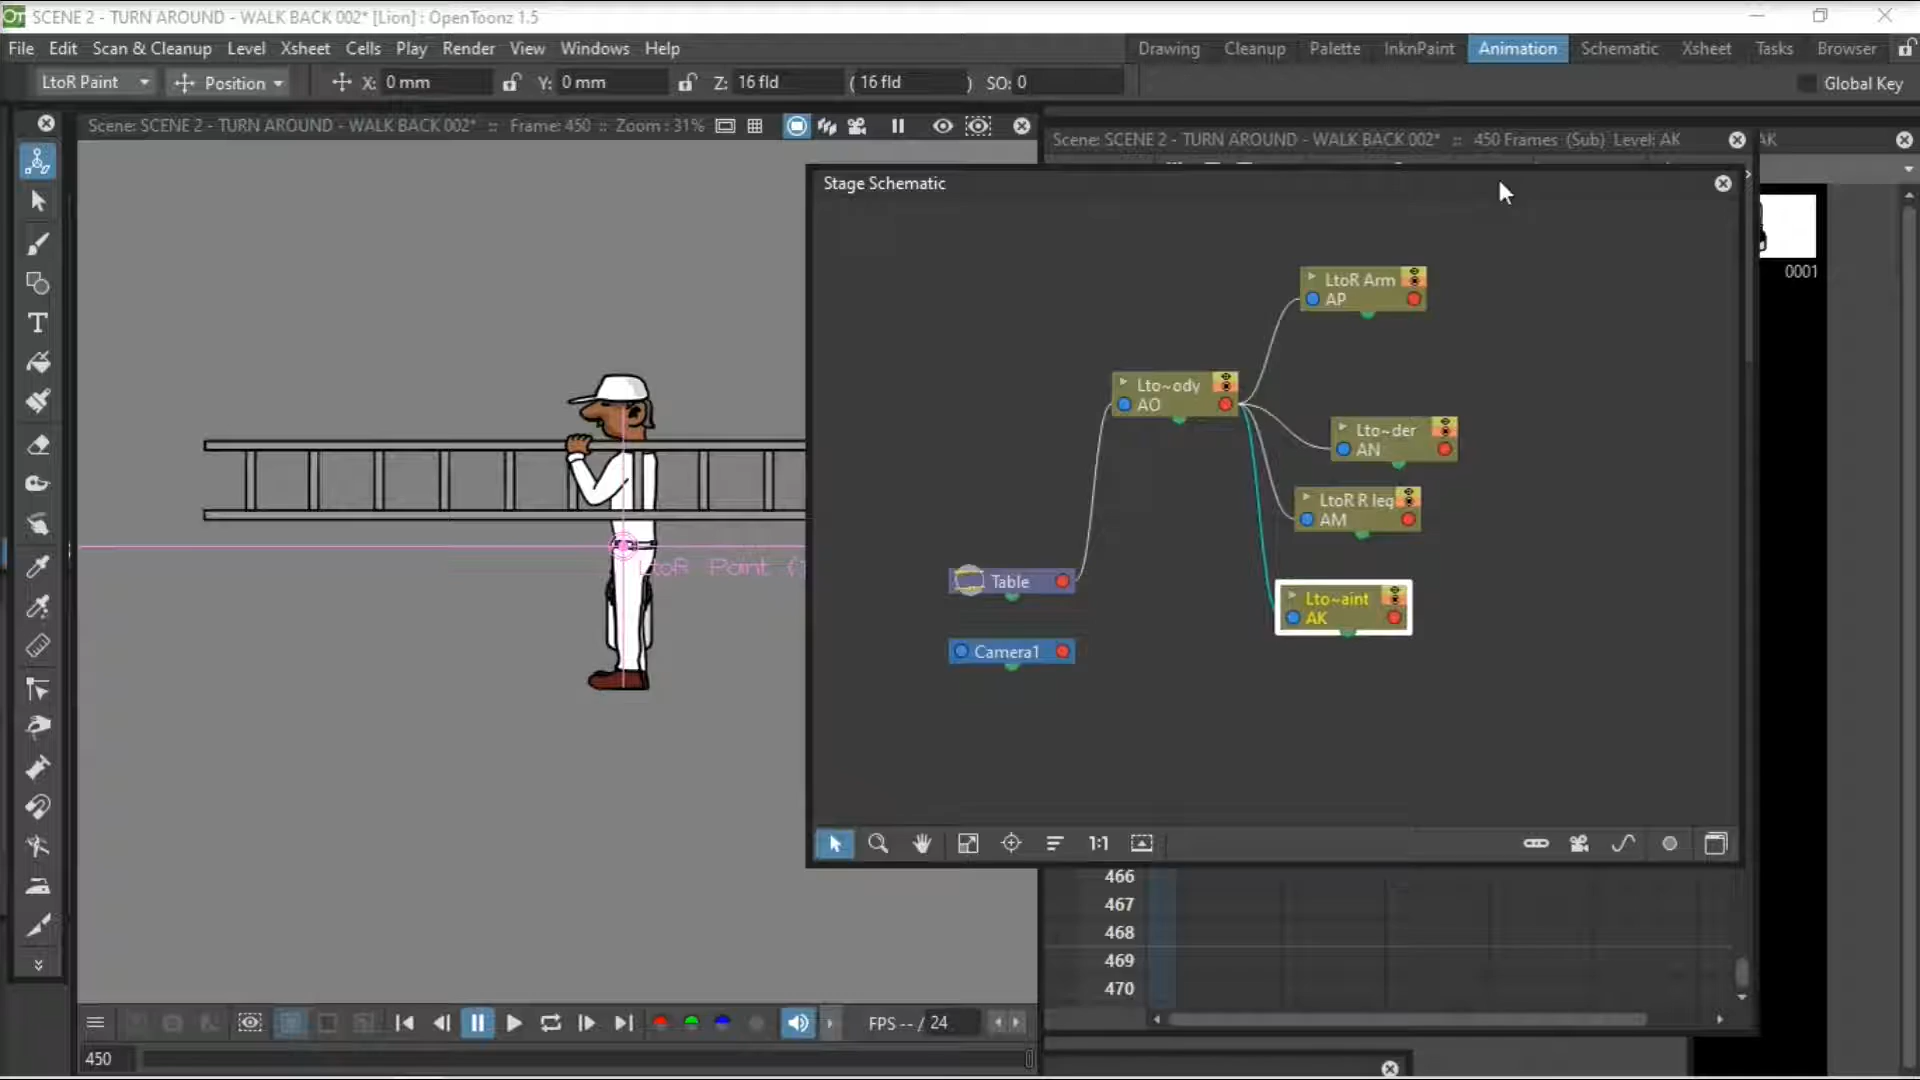 SCENE 2 - TURN AROUND - WALK BACK 002* [Lion] : OpenToonz 1.5
File Edit Scan & Cleanup Level Xsheet Cells Play Render View Windows Help
Drawing Cleanup Palette InknPaint Animation Schematic Xsheet Tasks Browser
LtoR Paint Position X: 0 mm Y: 0 mm Z: 16 fld ( 16 fld ) SO: 0 Global Key
Scene: SCENE 2 - TURN AROUND - WALK BACK 002* :: Frame: 450 :: Zoom : 31%
Scene: SCENE 2 - TURN AROUND - WALK BACK 002* :: 450 Frames (Sub) Level: AK
AK
Stage Schematic
0001
LtoR Arm
AP
Lto~ody
AO
Lto~der
AN
LtoR R leg
AM
Table
Lto~aint
AK
Camera1
LtoR Paint (
1:1
466
467
468
469
470
FPS -- / 24
450